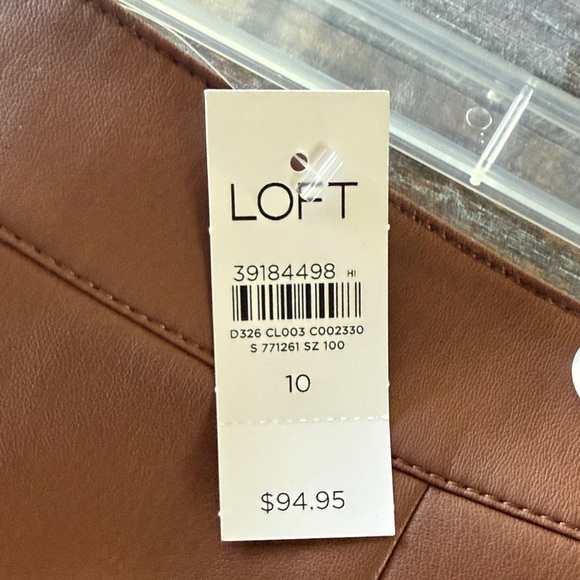 LOFT
39184498 HI
D326 CL003 C002330
S 771261 SZ 100
10
$94.95